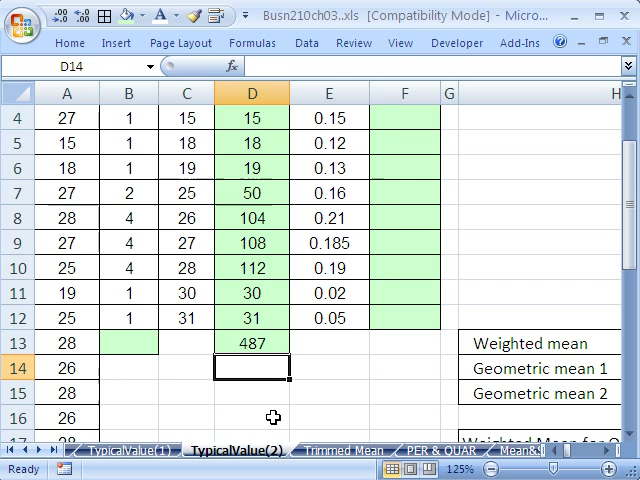 Busn210ch03..xls [Compatibility Mode] - Micro...
Home Insert Page Layout Formulas Data Review View Developer Add-Ins
D14 fx
A B C D E F G H
4 27 1 15 15 0.15
5 15 1 18 18 0.12
6 18 1 19 19 0.13
7 27 2 25 50 0.16
8 28 4 26 104 0.21
9 27 4 27 108 0.185
10 25 4 28 112 0.19
11 19 1 30 30 0.02
12 25 1 31 31 0.05
13 28 487 Weighted mean
14 26 Geometric mean 1
15 28 Geometric mean 2
16 26
17 28 Weighted Mean for
TypicalValue(1) TypicalValue(2) Trimmed Mean PER & QUAR Mean&S
Ready 125%